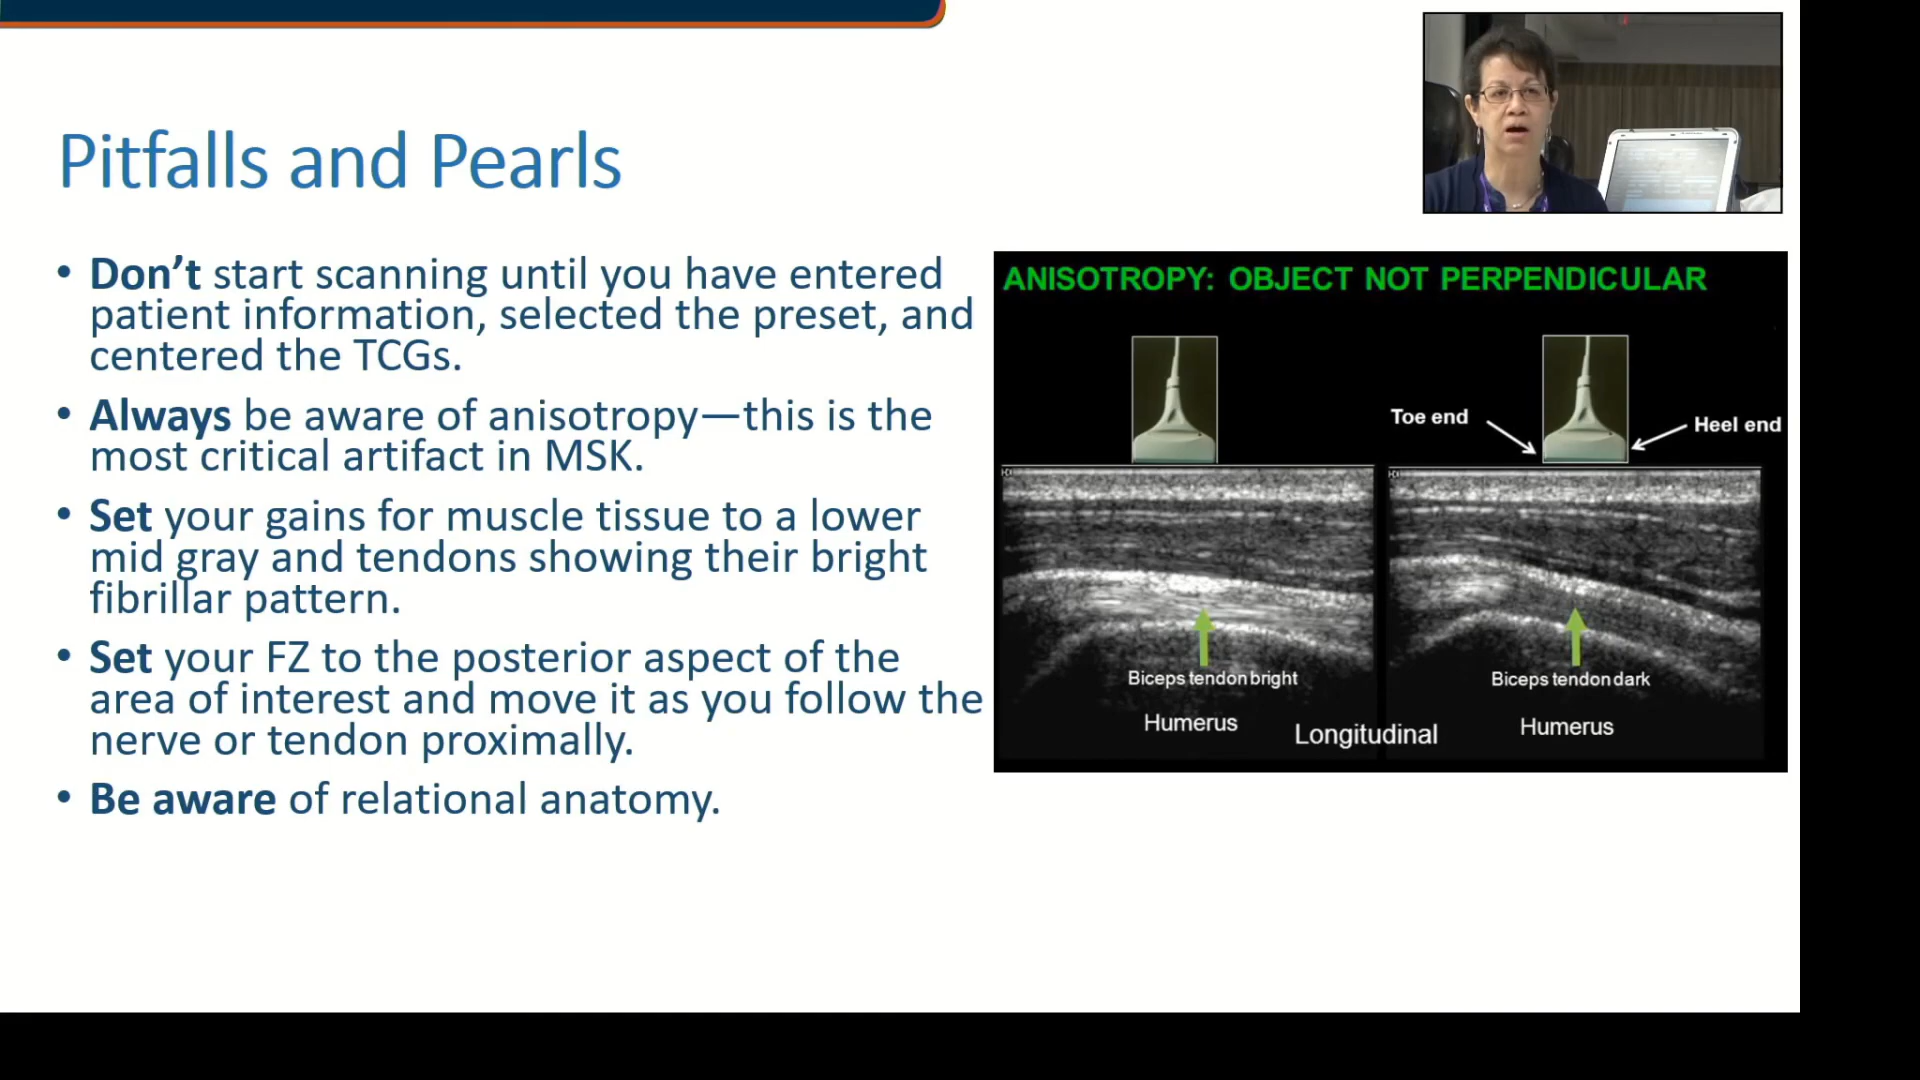 Pitfalls and Pearls
• Don’t start scanning until you have entered
patient information, selected the preset, and
centered the TCGs.
• Always be aware of anisotropy—this is the
most critical artifact in MSK.
• Set your gains for muscle tissue to a lower
mid gray and tendons showing their bright
fibrillar pattern.
• Set your FZ to the posterior aspect of the
area of interest and move it as you follow the
nerve or tendon proximally.
• Be aware of relational anatomy.
ANISOTROPY: OBJECT NOT PERPENDICULAR
Toe end
Heel end
Biceps tendon bright
Biceps tendon dark
Humerus
Longitudinal
Humerus